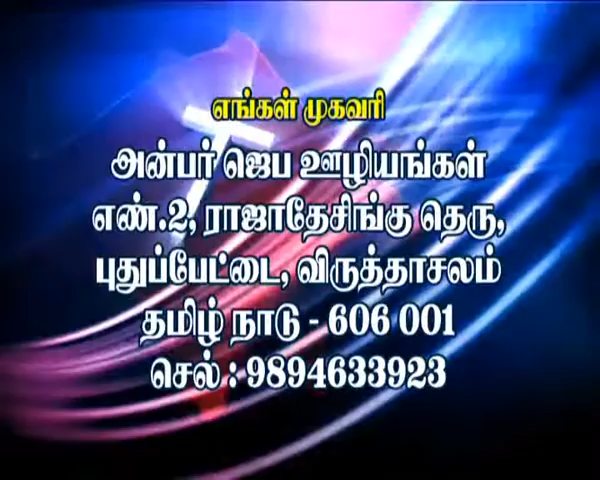 எங்கள் முகவரி
அன்பர் ஜெப ஊழியங்கள்
எண்.2, ராஜாதேசிங்கு தெரு,
புதுப்பேட்டை, விருத்தாசலம்
தமிழ் நாடு - 606 001
செல் : 9894633923